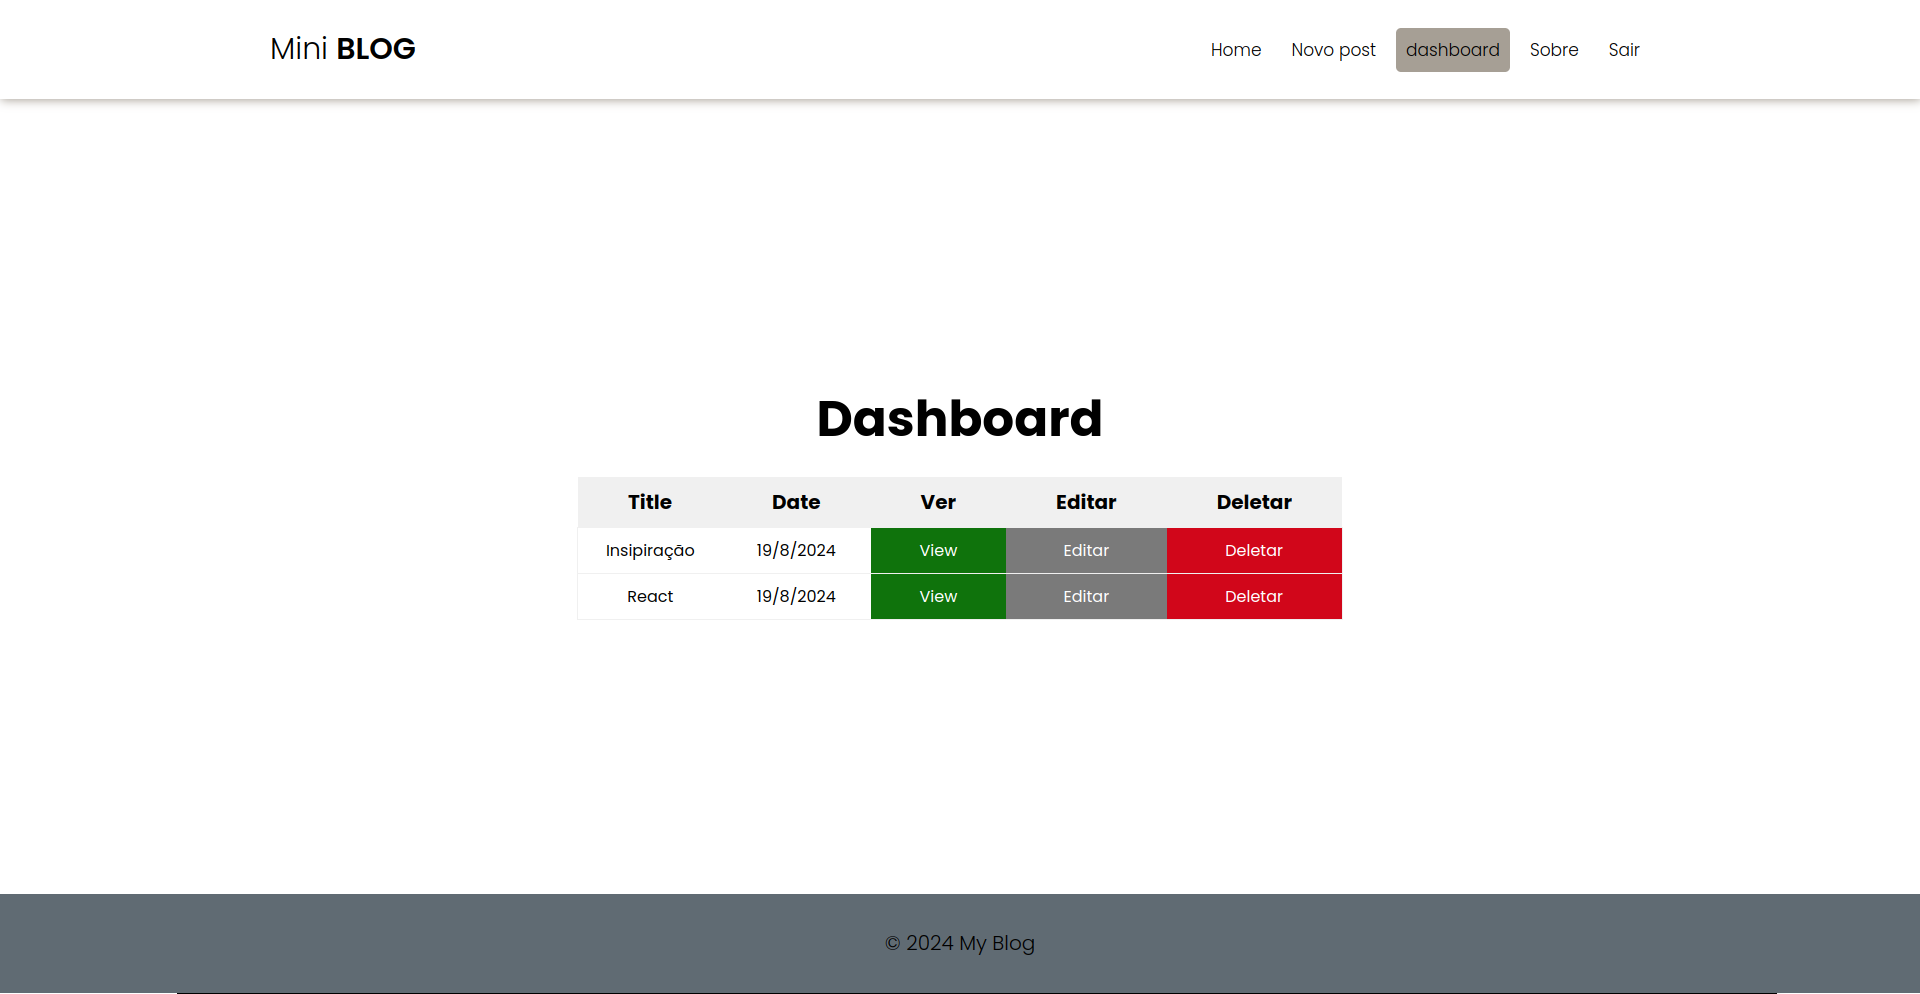 Mini BLOG
Home Novo post dashboard Sobre Sair
Dashboard
Title Date Ver Editar Deletar
Insipiração 19/8/2024 View Editar Deletar
React 19/8/2024 View Editar Deletar
© 2024 My Blog